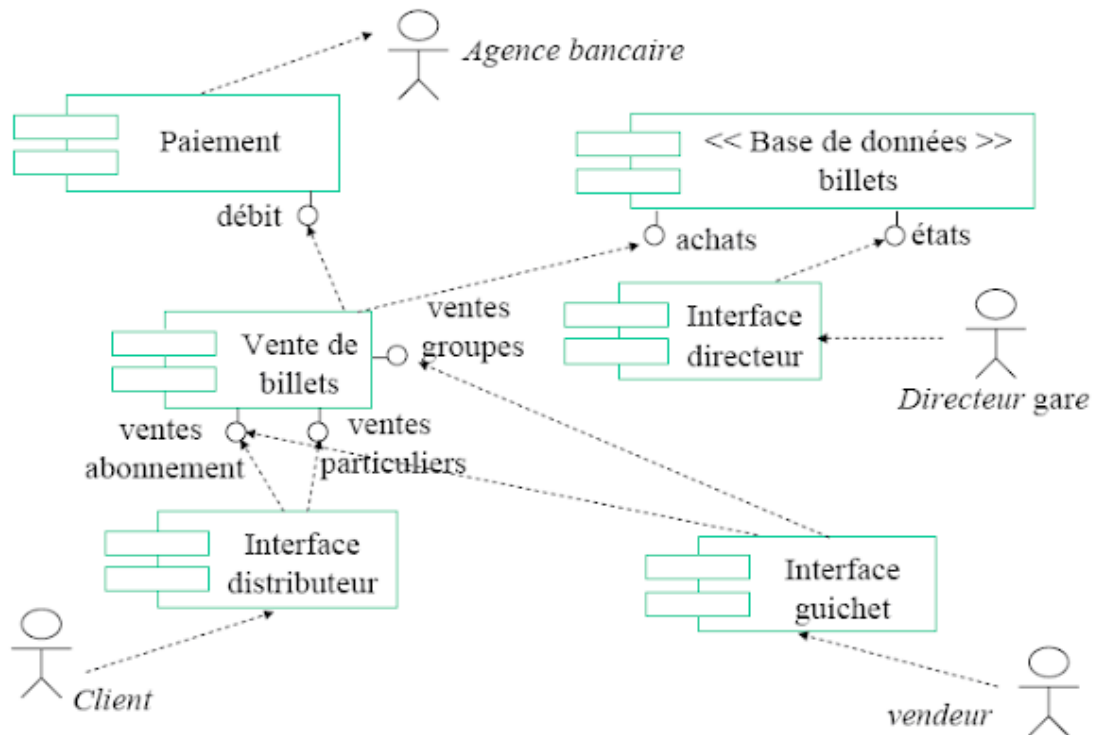 Agence bancaire
Paiement
<< Base de données >>
billets
débit
achats
états
ventes
groupes
Interface
directeur
Vente de
billets
Directeur gare
ventes
abonnement
ventes
particuliers
Interface
distributeur
Interface
guichet
Client
vendeur